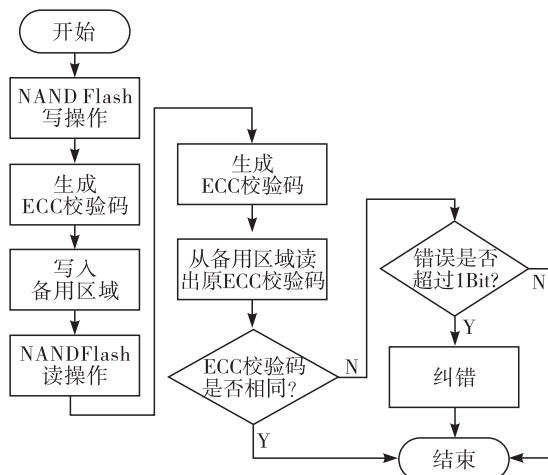 开始
NAND Flash
写操作
生成
ECC校验码
写入
备用区域
NANDFlash
读操作
生成
ECC校验码
从备用区域读
出原ECC校验码
ECC校验码
是否相同?
N
Y
错误是否
超过1Bit?
N
Y
纠错
结束